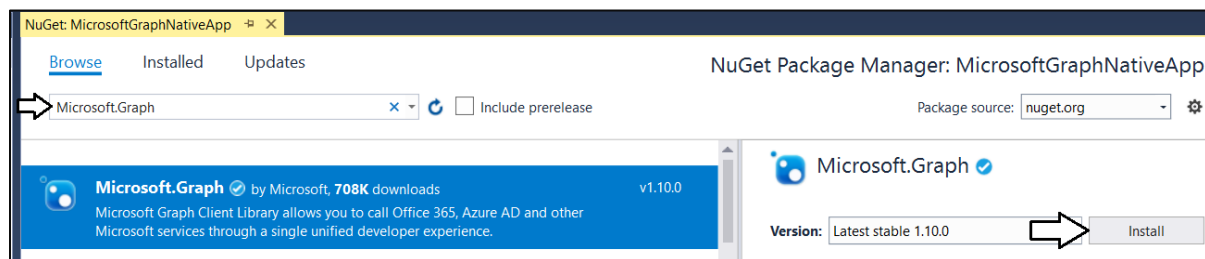 NuGet: MicrosoftGraphNativeApp
Browse Installed Updates
NuGet Package Manager: MicrosoftGraphNativeApp
Microsoft.Graph
Include prerelease
Package source: nuget.org
Microsoft.Graph by Microsoft, 708K downloads v1.10.0
Microsoft Graph Client Library allows you to call Office 365, Azure AD and other
Microsoft services through a single unified developer experience.
Microsoft.Graph
Version: Latest stable 1.10.0 Install